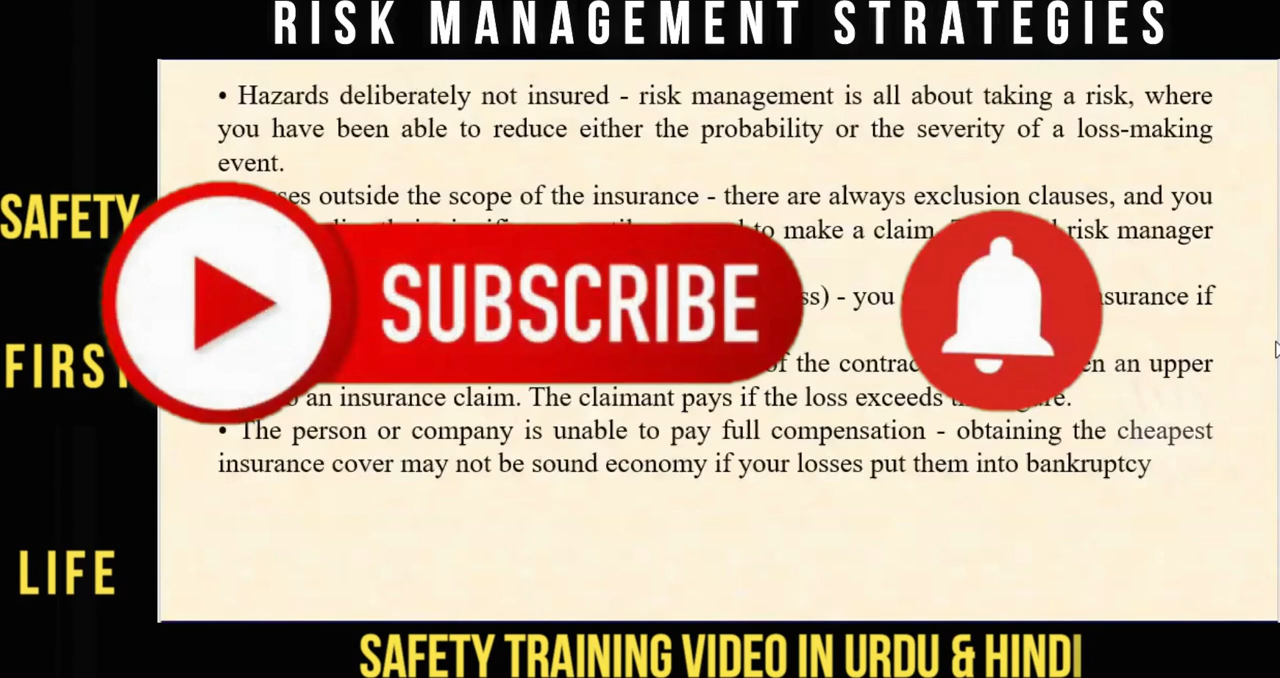 RISK MANAGEMENT STRATEGIES
• Hazards deliberately not insured - risk management is all about taking a risk, where
you have been able to reduce either the probability or the severity of a loss-making
event.
outside the scope of the insurance - there are always exclusion clauses, and you
to make a claim. risk manager
SUBSCRIBE
- you insurance if
of the contract an upper
an insurance claim. The claimant pays if the loss exceeds
• The person or company is unable to pay full compensation - obtaining the cheapest
insurance cover may not be sound economy if your losses put them into bankruptcy
SAFETY
FIRST
LIFE
SAFETY TRAINING VIDEO IN URDU & HINDI